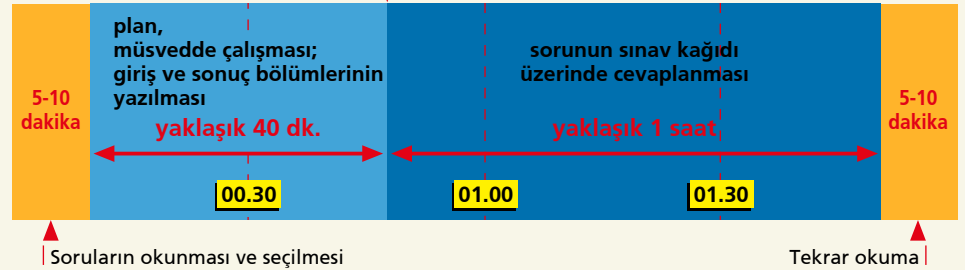 5-10
dakika
plan,
müsvedde çalışması;
giriş ve sonuç bölümlerinin
yazılması
yaklaşık 40 dk.
sorunun sınav kağıdı
üzerinde cevaplanması
yaklaşık 1 saat
5-10
dakika
00.30
01.00
01.30
Soruların okunması ve seçilmesi
Tekrar okuma